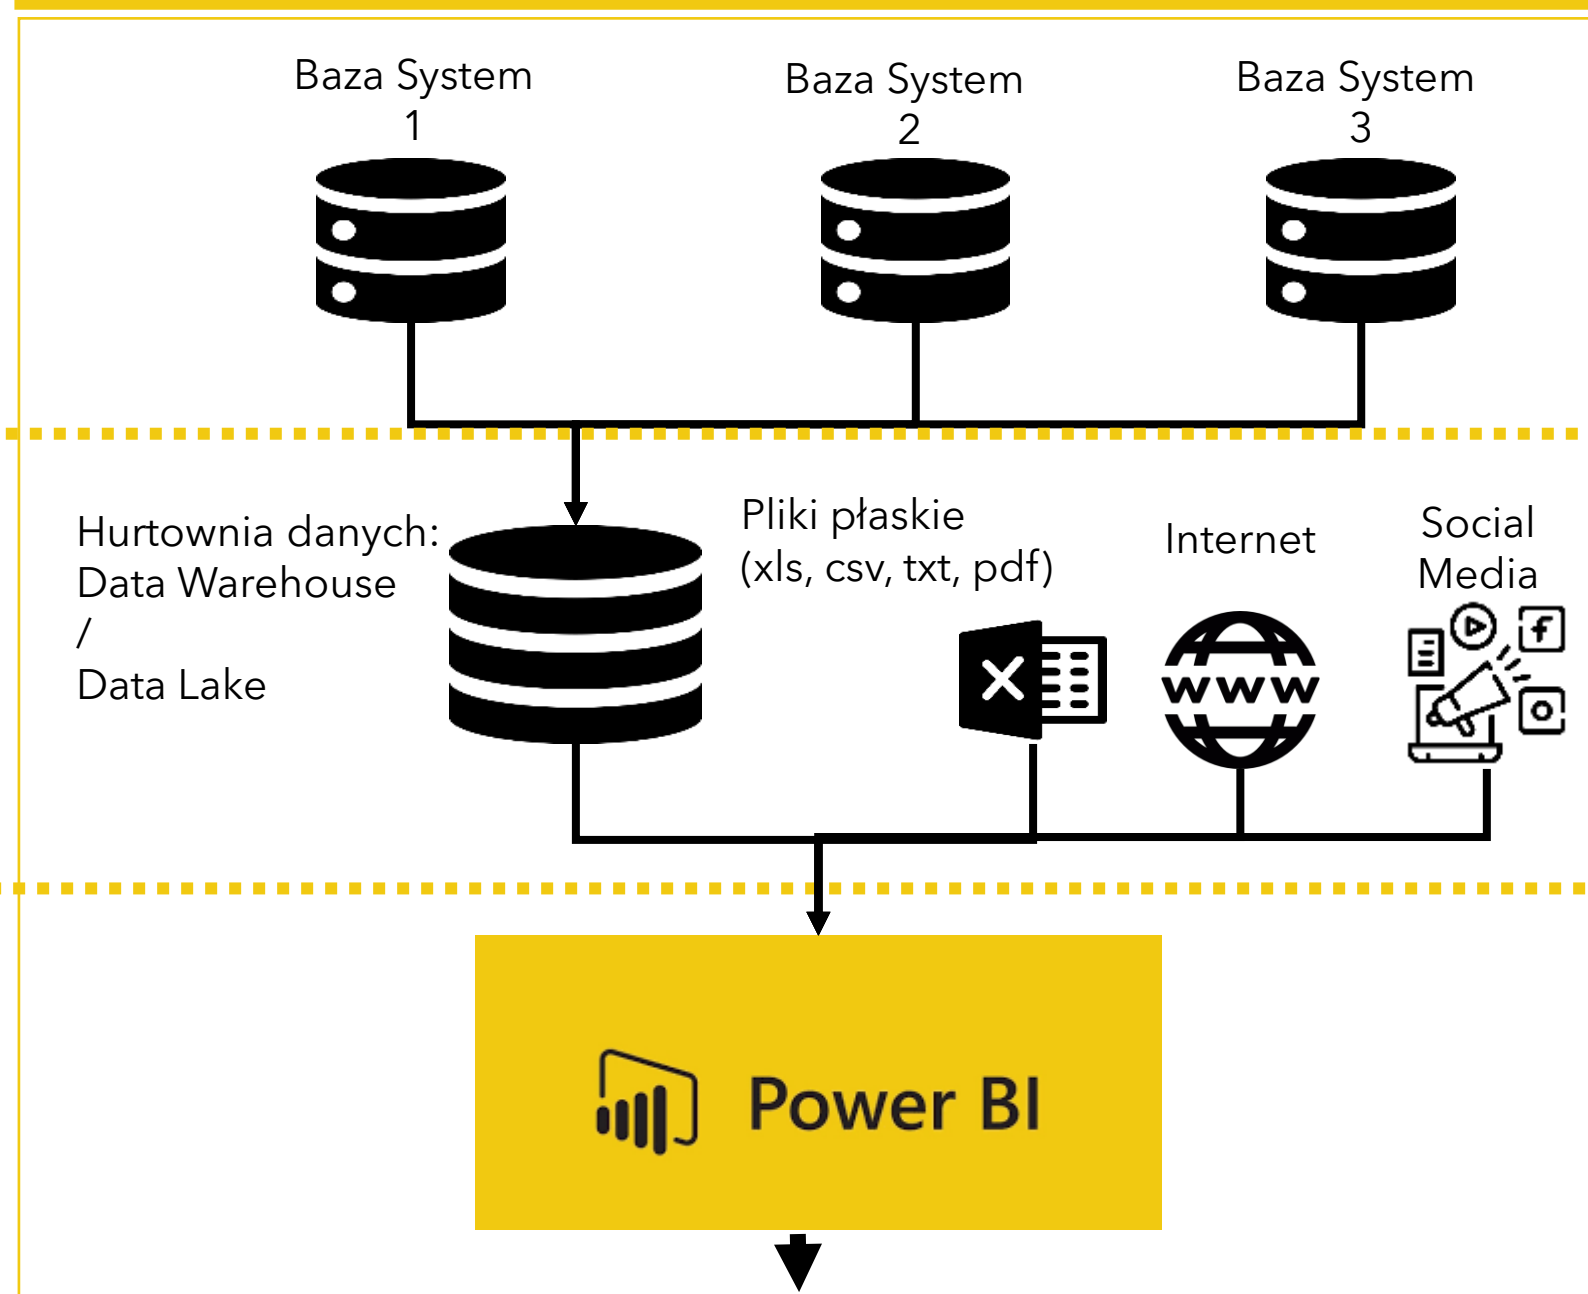 Baza System
1
Baza System
2
Baza System
3
Hurtownia danych:
Data Warehouse
/
Data Lake
Pliki płaskie
(xls, csv, txt, pdf)
Internet
Social
Media
X
f
www
Power BI